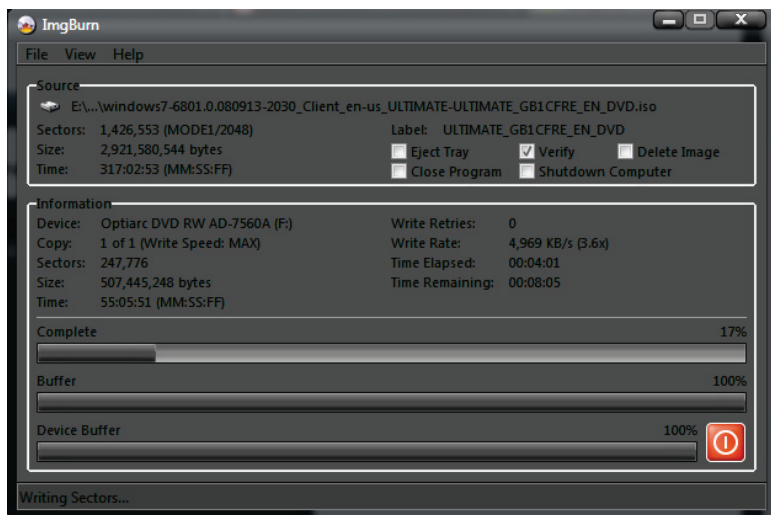 ImgBurn
File View Help
Source
E:\...\windows7-6801.0.080913-2030_Client_en-us_ULTIMATE-ULTIMATE_GB1CFRE_EN_DVD.iso
Sectors: 1,426,553 (MODE1/2048) Label: ULTIMATE_GB1CFRE_EN_DVD
Size: 2,921,580,544 bytes Eject Tray Verify Delete Image
Time: 317:02:53 (MM:SS:FF) Close Program Shutdown Computer
Information
Device: Optiarc DVD RW AD-7560A (F:) Write Retries: 0
Copy: 1 of 1 (Write Speed: MAX) Write Rate: 4,969 KB/s (3.6x)
Sectors: 247,776 Time Elapsed: 00:04:01
Size: 507,445,248 bytes Time Remaining: 00:08:05
Time: 55:05:51 (MM:SS:FF)
Complete 17%
Buffer 100%
Device Buffer 100%
Writing Sectors...